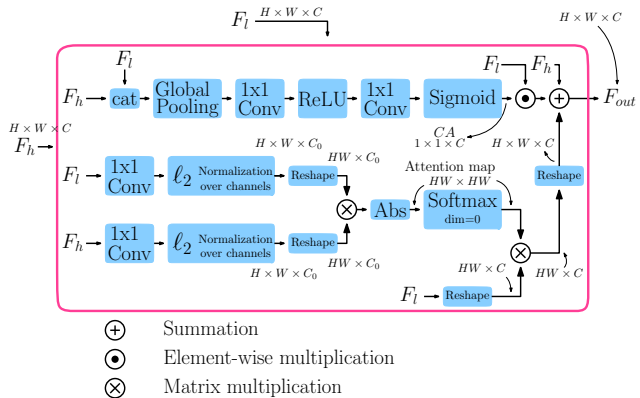 H × W × C
F_l
H × W × C
F_l
F_l
F_h
F_h
cat
Global
Pooling
1x1
Conv
ReLU
1x1
Conv
Sigmoid
F_out
H × W × C
F_h
CA
1 × 1 × C
H × W × C
H × W × C_0
HW × C_0
Attention map
HW × HW
F_l
1x1
Conv
ℓ_2 Normalization
over channels
Reshape
Abs
Softmax
dim=0
Reshape
F_h
1x1
Conv
ℓ_2 Normalization
over channels
Reshape
H × W × C_0
HW × C_0
HW × C
HW × C
F_l
Reshape
Summation
Element-wise multiplication
Matrix multiplication